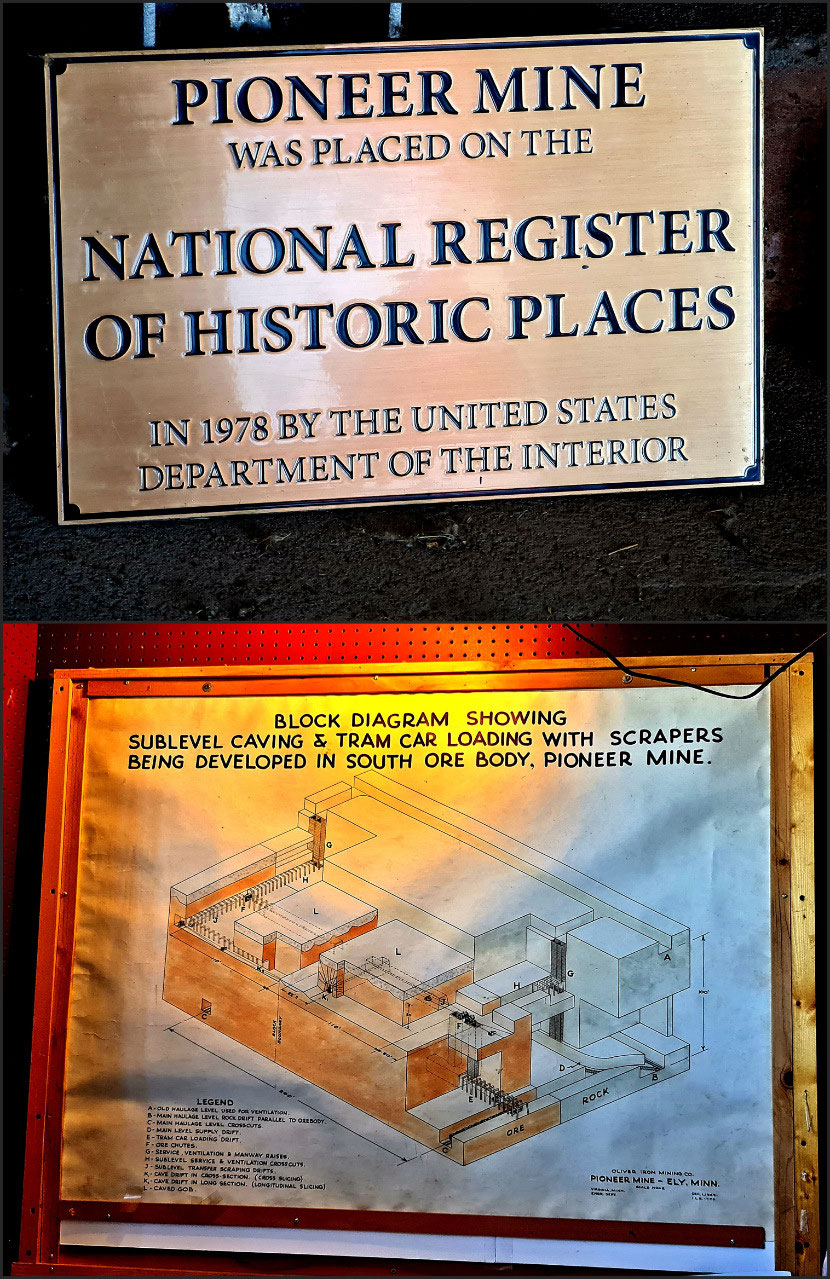 PIONEER MINE
WAS PLACED ON THE
NATIONAL REGISTER
OF HISTORIC PLACES
IN 1978 BY THE UNITED STATES
DEPARTMENT OF THE INTERIOR
BLOCK DIAGRAM SHOWING
SUBLEVEL CAVING & TRAM CAR LOADING WITH SCRAPERS
BEING DEVELOPED IN SOUTH ORE BODY, PIONEER MINE.
G
H
J
F
L
K
L
K
A
G
H
F
D
B
E
C
C
ROCK
ORE
LEGEND
A - OLD HAULAGE LEVEL USED FOR VENTILATION.
B - MAIN HAULAGE LEVEL ROCK DRIFT PARALLEL TO OREBODY.
C - MAIN HAULAGE LEVEL CROSSCUTS.
D - MAIN LEVEL SUPPLY DRIFT.
E - TRAM CAR LOADING DRIFT.
F - ORE CHUTES.
G - SERVICE, VENTILATION & MANWAY RAISES.
H - SUBLEVEL SERVICE & VENTILATION CROSSCUTS.
J - SUBLEVEL TRANSFER SCRAPING DRIFTS.
K - CAVE DRIFT IN CROSS-SECTION. (CROSS SLICING)
K, - CAVE DRIFT IN LONG SECTION. (LONGITUDINAL SLICING)
L - CAVED GOB.
OLIVER IRON MINING CO.
PIONEER MINE - ELY, MINN.
SCALE NONE